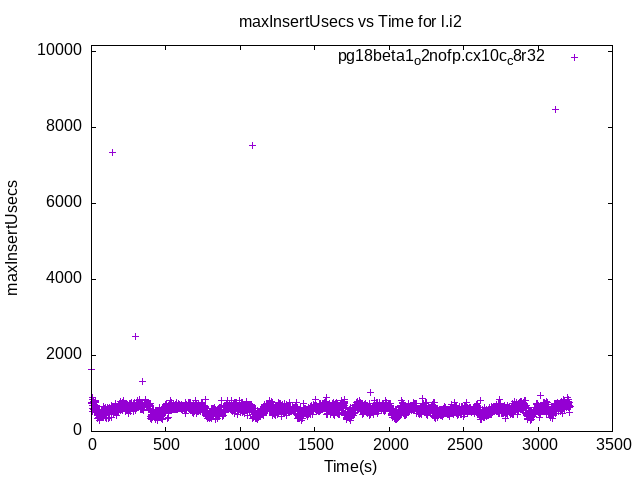 maxInsertUsecs vs Time for l.i2
pg18beta1_o2nofp.cx10c_c8r32
10000
8000
6000
4000
2000
0
maxInsertUsecs
0 500 1000 1500 2000 2500 3000 3500
Time(s)